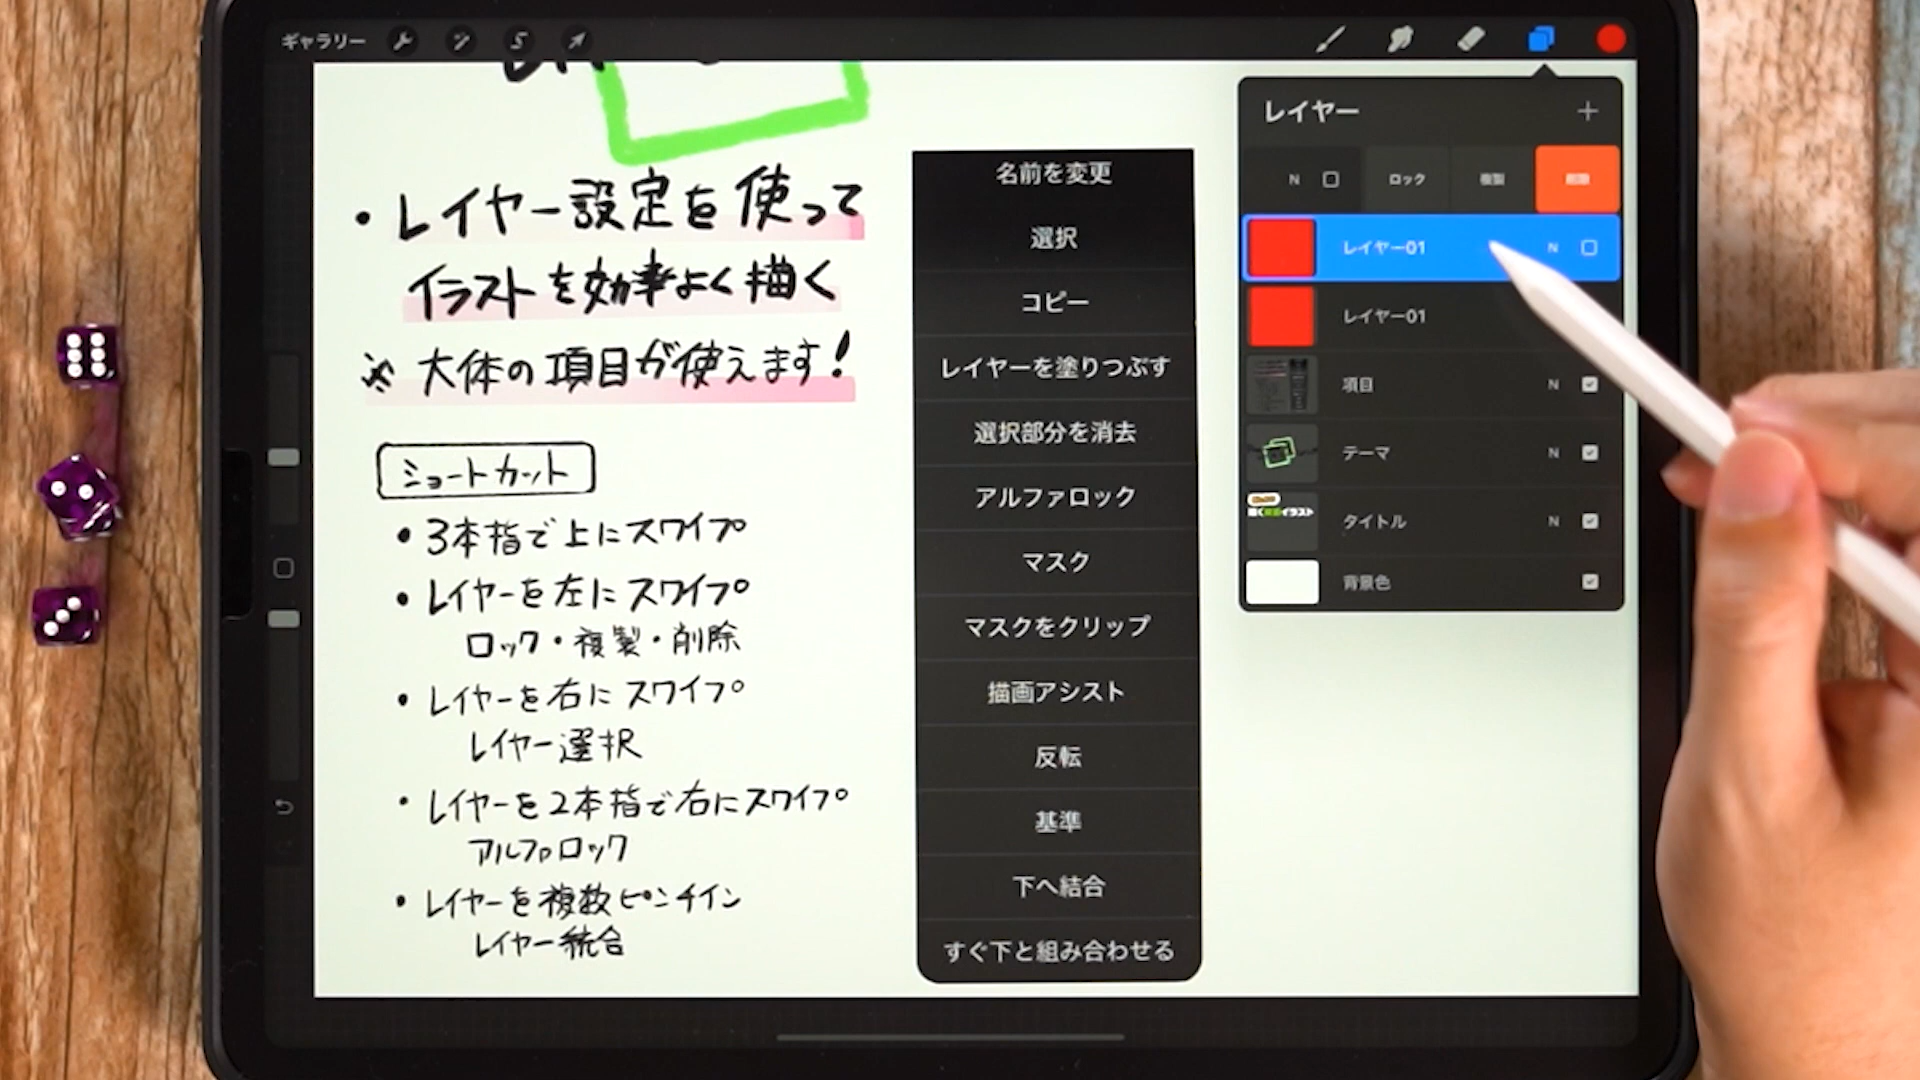 ギャラリー
・レイヤー設定を使って
イラストを効率よく描く
※大体の項目が使えます!
ショートカット
・3本指で上にスワイプ
・レイヤーを左にスワイプ
ロック・複製・削除
・レイヤーを右にスワイプ
レイヤー選択
・レイヤーを2本指で右にスワイプ
アルファロック
・レイヤーを複数ピンチイン
レイヤー統合
名前を変更
選択
コピー
レイヤーを塗りつぶす
選択部分を消去
アルファロック
マスク
マスクをクリップ
描画アシスト
反転
基準
下へ結合
すぐ下と組み合わせる
レイヤー
N ロック 複製 削除
レイヤー01 N
レイヤー01
項目 N
テーマ N
タイトル N
背景色